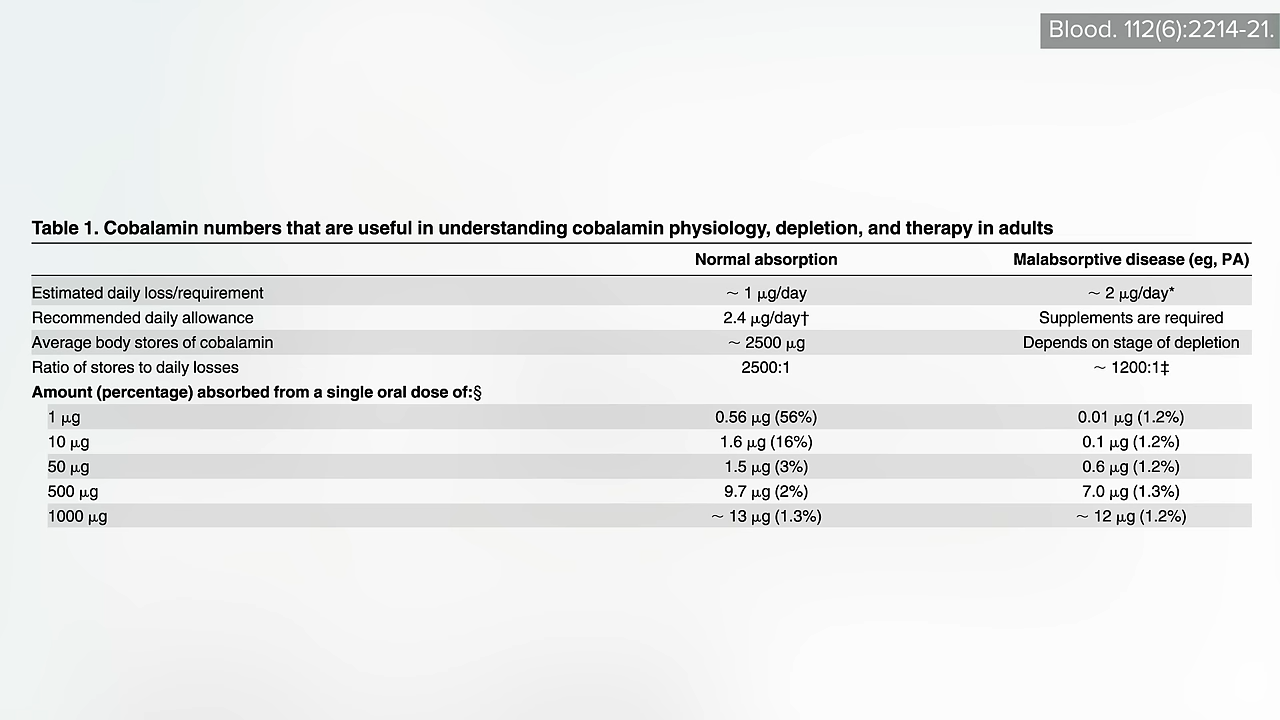 Blood. 112(6):2214-21.
Table 1. Cobalamin numbers that are useful in understanding cobalamin physiology, depletion, and therapy in adults
Normal absorption Malabsorptive disease (eg, PA)
Estimated daily loss/requirement ~ 1 μg/day ~ 2 μg/day*
Recommended daily allowance 2.4 μg/day† Supplements are required
Average body stores of cobalamin ~ 2500 μg Depends on stage of depletion
Ratio of stores to daily losses 2500:1 ~ 1200:1‡
Amount (percentage) absorbed from a single oral dose of:§
1 μg 0.56 μg (56%) 0.01 μg (1.2%)
10 μg 1.6 μg (16%) 0.1 μg (1.2%)
50 μg 1.5 μg (3%) 0.6 μg (1.2%)
500 μg 9.7 μg (2%) 7.0 μg (1.3%)
1000 μg ~ 13 μg (1.3%) ~ 12 μg (1.2%)